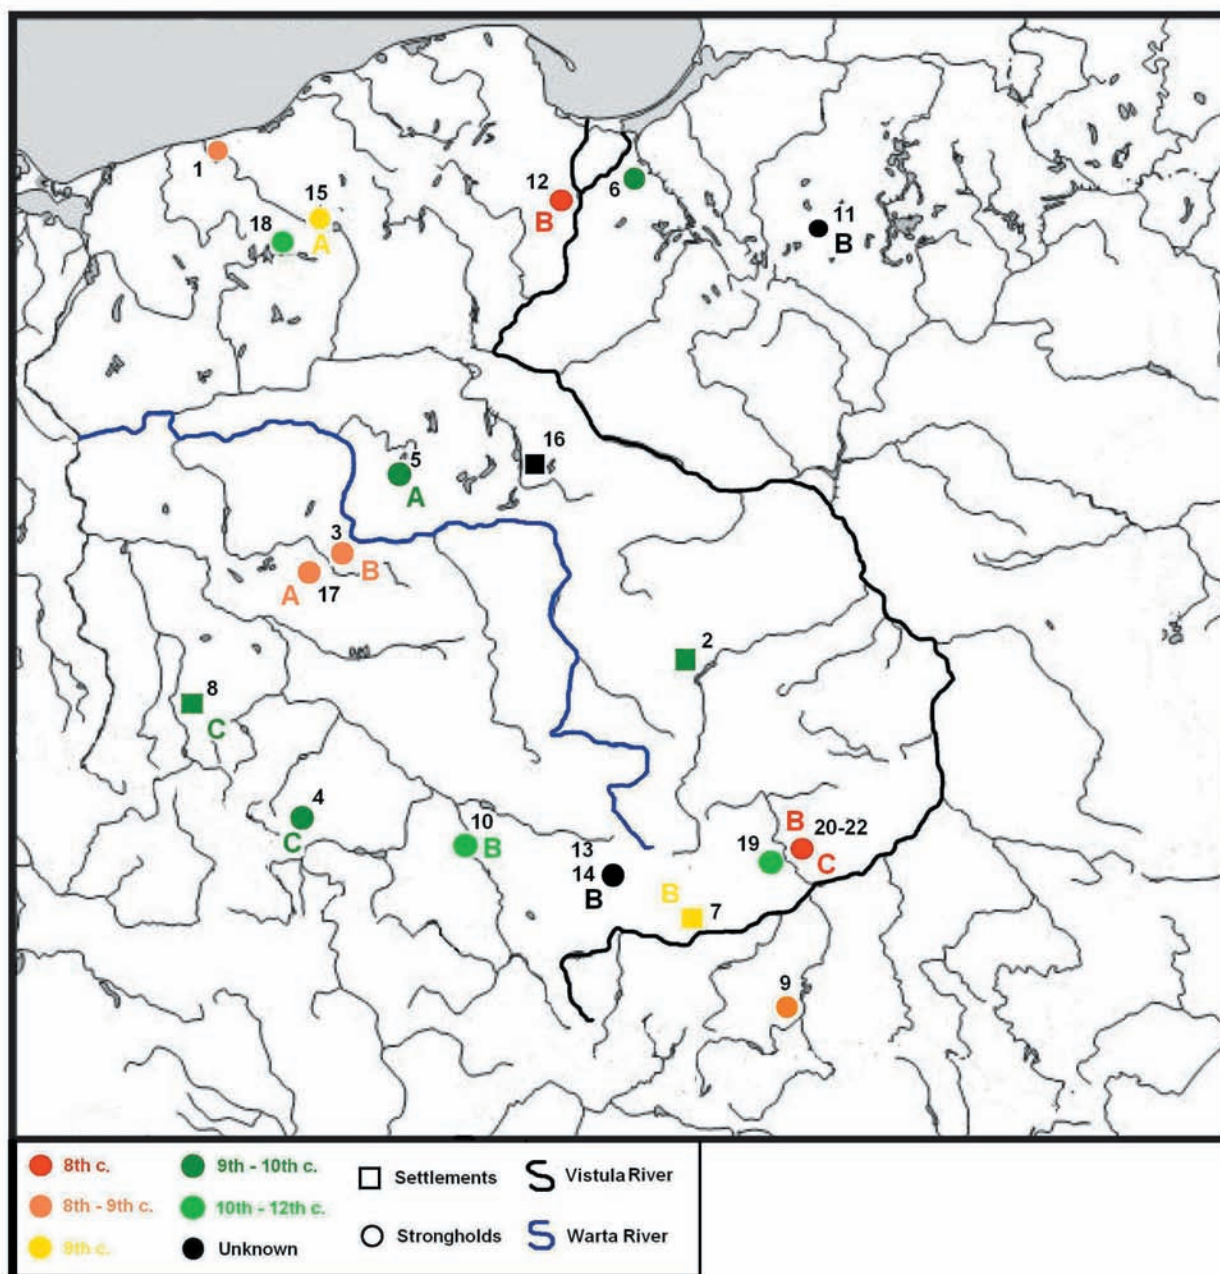 1
15
A
18
12
B
6
11
B
5
A
16
3
B
A
17
2
8
C
4
C
10
B
13
14
B
B
7
19
B
20-22
C
9
8th c.
8th - 9th c.
9th c.
9th - 10th c.
10th - 12th c.
Unknown
Settlements
Strongholds
Vistula River
Warta River